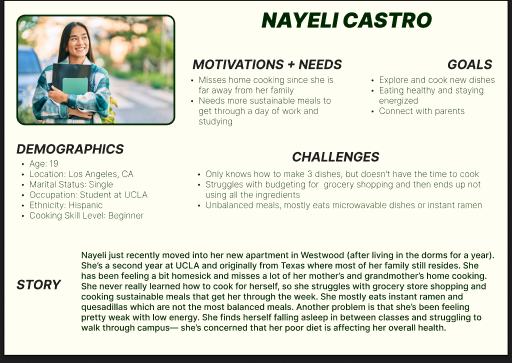 NAYELI CASTRO
MOTIVATIONS + NEEDS
• Misses home cooking since she is
far away from her family
• Needs more sustainable meals to
get through a day of work and
studying
GOALS
• Explore and cook new dishes
• Eating healthy and staying
energized
• Connect with parents
DEMOGRAPHICS
• Age: 19
• Location: Los Angeles, CA
• Marital Status: Single
• Occupation: Student at UCLA
• Ethnicity: Hispanic
• Cooking Skill Level: Beginner
CHALLENGES
• Only knows how to make 3 dishes, but doesn't have the time to cook
• Struggles with budgeting for grocery shopping and then ends up not
using all the ingredients
• Unbalanced meals, mostly eats microwavable dishes or instant ramen
STORY
Nayeli just recently moved into her new apartment in Westwood (after living in the dorms for a year).
She's a second year at UCLA and originally from Texas where most of her family still resides. She
has been feeling a bit homesick and misses a lot of her mother's and grandmother's home cooking.
She never really learned how to cook for herself, so she struggles with grocery store shopping and
cooking sustainable meals that get her through the week. She mostly eats instant ramen and
quesadillas which are not the most balanced meals. Another problem is that she's been feeling
pretty weak with low energy. She finds herself falling asleep in between classes and struggling to
walk through campus— she's concerned that her poor diet is affecting her overall health.